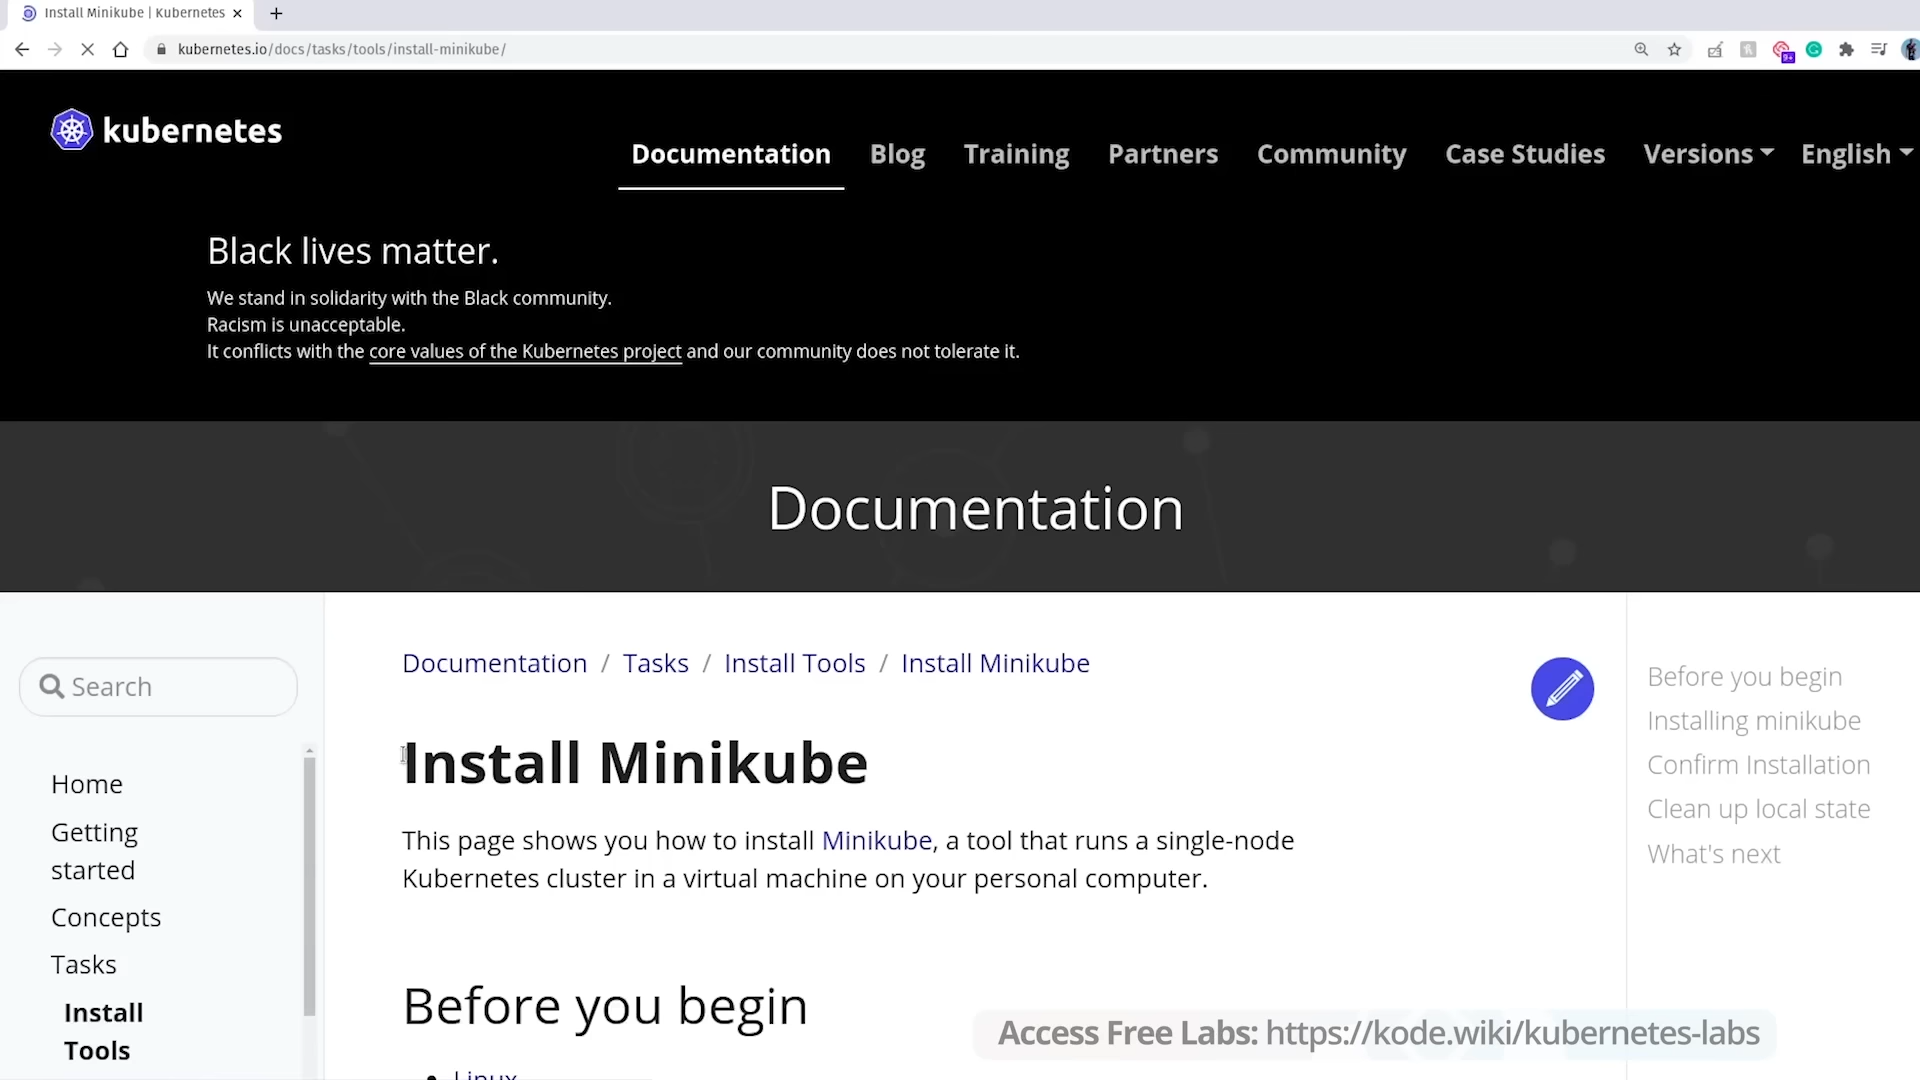 Install Minikube | Kubernetes
kubernetes.io/docs/tasks/tools/install-minikube/
9+
kubernetes
Documentation
Blog
Training
Partners
Community
Case Studies
Versions
English
Black lives matter.
We stand in solidarity with the Black community.
Racism is unacceptable.
It conflicts with the core values of the Kubernetes project and our community does not tolerate it.
Documentation
Search
Home
Getting
started
Concepts
Tasks
Install
Tools
Documentation / Tasks / Install Tools / Install Minikube
Install Minikube
This page shows you how to install Minikube, a tool that runs a single-node
Kubernetes cluster in a virtual machine on your personal computer.
Before you begin
Linux
Before you begin
Installing minikube
Confirm Installation
Clean up local state
What's next
Access Free Labs: https://kode.wiki/kubernetes-labs